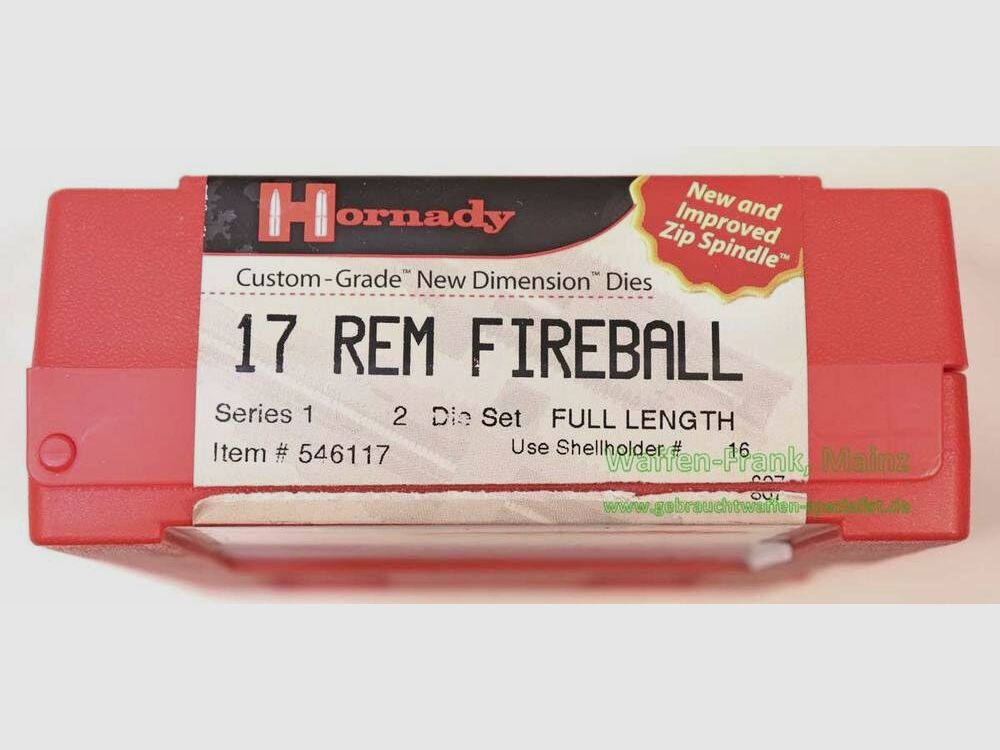 Hornady
New and
Improved
Zip Spindle™
Custom-Grade™ New Dimension™ Dies
17 REM FIREBALL
Series 1 2 Die Set FULL LENGTH
Item # 546117 Use Shellholder # 16
Waffen-Frank, Mainz
807
www.gebrauchtwaffen-spezialist.de